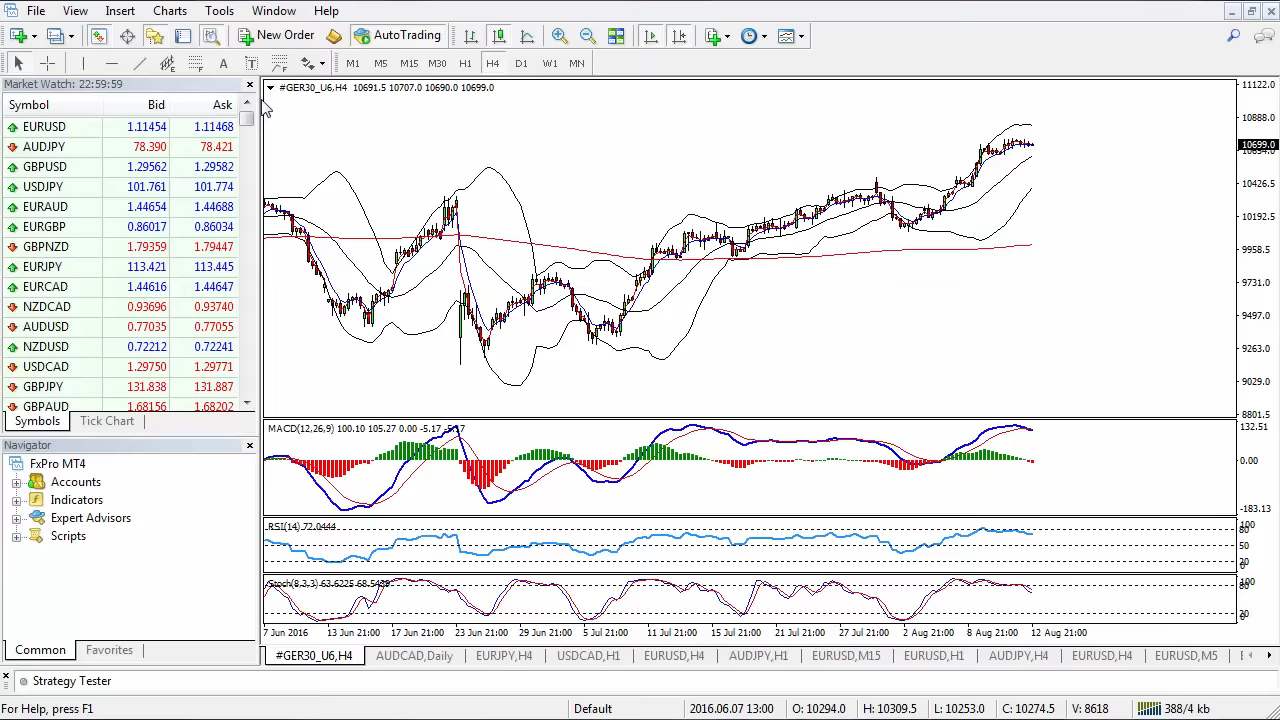 File View Insert Charts Tools Window Help
New Order AutoTrading
A T M1 M5 M15 M30 H1 H4 D1 W1 MN
Market Watch: 22:59:59
Symbol Bid Ask
EURUSD 1.11454 1.11468
AUDJPY 78.390 78.421
GBPUSD 1.29562 1.29582
USDJPY 101.761 101.774
EURAUD 1.44654 1.44688
EURGBP 0.86017 0.86034
GBPNZD 1.79359 1.79447
EURJPY 113.421 113.445
EURCAD 1.44616 1.44647
NZDCAD 0.93696 0.93740
AUDUSD 0.77035 0.77055
NZDUSD 0.72212 0.72241
USDCAD 1.29750 1.29771
GBPJPY 131.838 131.887
GBPAUD 1.68156 1.68202
Symbols Tick Chart
Navigator
FxPro MT4
Accounts
Indicators
Expert Advisors
Scripts
Common Favorites
#GER30_U6,H4 10691.5 10707.0 10690.0 10699.0
11122.0
10888.0
10699.0
10426.5
10192.5
9958.5
9731.0
9497.0
9263.0
9029.0
8801.5
MACD(12,26,9) 100.10 105.27 0.00 -5.17 -5.17
132.51
0.00
-183.13
RSI(14) 72.0444
100
80
50
20
0
Stoch(8,3,3) 63.6225 68.5429
100
80
20
0
7 Jun 2016 13 Jun 21:00 17 Jun 21:00 23 Jun 21:00 29 Jun 21:00 5 Jul 21:00 11 Jul 21:00 15 Jul 21:00 21 Jul 21:00 27 Jul 21:00 2 Aug 21:00 8 Aug 21:00 12 Aug 21:00
#GER30_U6,H4 AUDCAD,Daily EURJPY,H4 USDCAD,H1 EURUSD,H4 AUDJPY,H1 EURUSD,M15 EURUSD,H1 AUDJPY,H4 EURUSD,H4 EURUSD,M5
Strategy Tester
For Help, press F1 Default 2016.06.07 13:00 O: 10294.0 H: 10309.5 L: 10253.0 C: 10274.5 V: 8618 388/4 kb